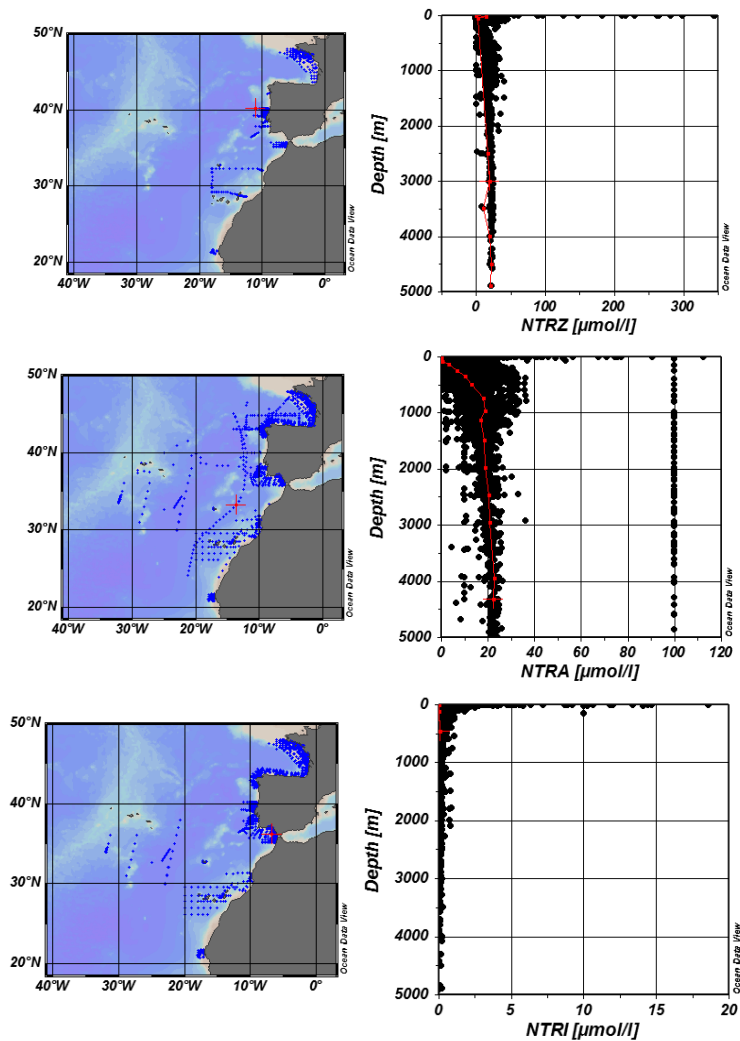 50°N
40°N
30°N
20°N
40°W 30°W 20°W 10°W 0°
Ocean Data View
0
1000
2000
3000
4000
5000
Depth [m]
0 100 200 300
NTRZ [µmol/l]
Ocean Data View
50°N
40°N
30°N
20°N
40°W 30°W 20°W 10°W 0°
Ocean Data View
0
1000
2000
3000
4000
5000
Depth [m]
0 20 40 60 80 100 120
NTRA [µmol/l]
Ocean Data View
50°N
40°N
30°N
20°N
40°W 30°W 20°W 10°W 0°
Ocean Data View
0
1000
2000
3000
4000
5000
Depth [m]
0 5 10 15 20
NTRI [µmol/l]
Ocean Data View